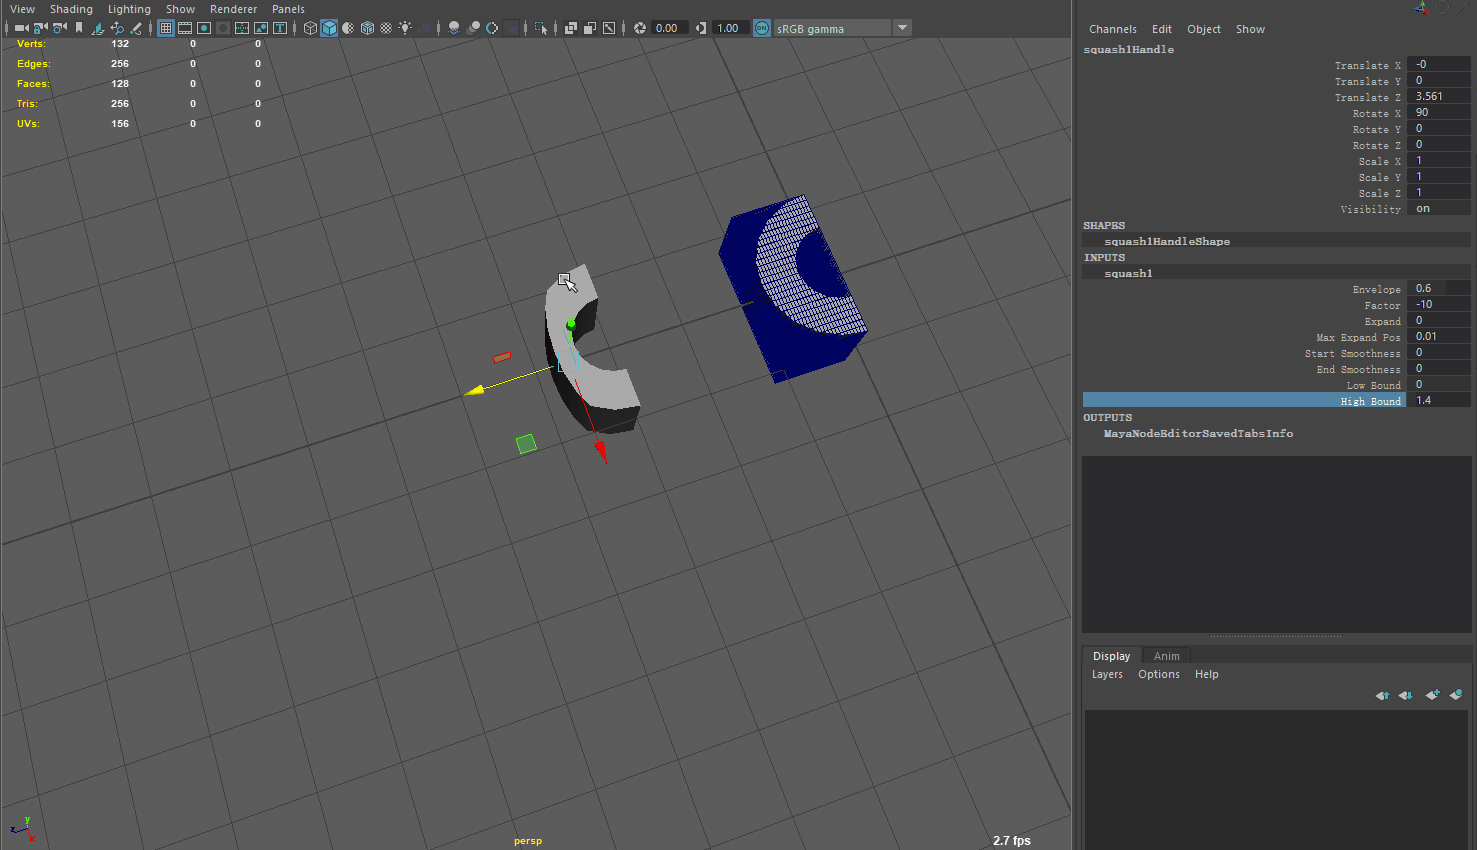 View Shading Lighting Show Renderer Panels
0.00 1.00 ON sRGB gamma
Verts: 132 0 0
Edges: 256 0 0
Faces: 128 0 0
Tris: 256 0 0
UVs: 156 0 0
y
z
x
persp
2.7 fps
Channels Edit Object Show
squash1Handle
Translate X -0
Translate Y 0
Translate Z 3.561
Rotate X 90
Rotate Y 0
Rotate Z 0
Scale X 1
Scale Y 1
Scale Z 1
Visibility on
SHAPES
squash1HandleShape
INPUTS
squash1
Envelope 0.6
Factor -10
Expand 0
Max Expand Pos 0.01
Start Smoothness 0
End Smoothness 0
Low Bound 0
High Bound 1.4
OUTPUTS
MayaNodeEditorSavedTabsInfo
Display Anim
Layers Options Help